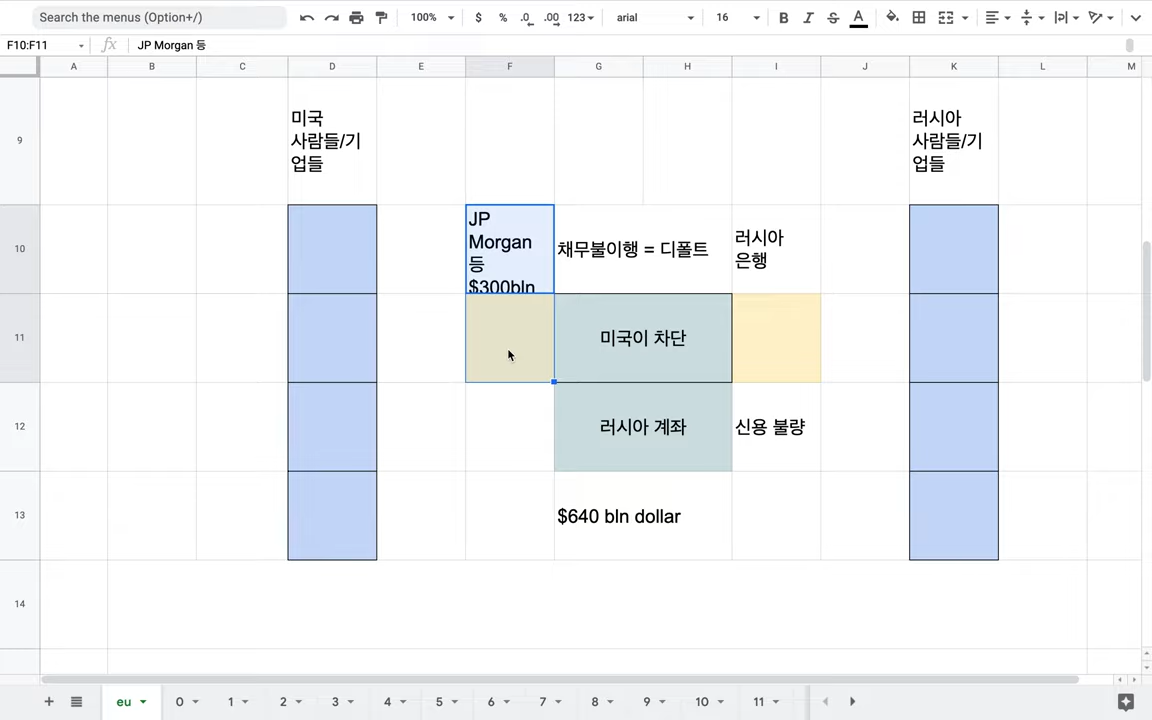 Search the menus (Option+/)
100%
$
%
.0
.00
123
arial
16
B
I
S
A
F10:F11
fx
JP Morgan 등
A
B
C
D
E
F
G
H
I
J
K
L
M
9
미국
사람들/기
업들
러시아
사람들/기
업들
10
JP
Morgan
등
$300bln
채무불이행 = 디폴트
러시아
은행
11
미국이 차단
12
러시아 계좌
신용 불량
13
$640 bln dollar
14
eu
0
1
2
3
4
5
6
7
8
9
10
11